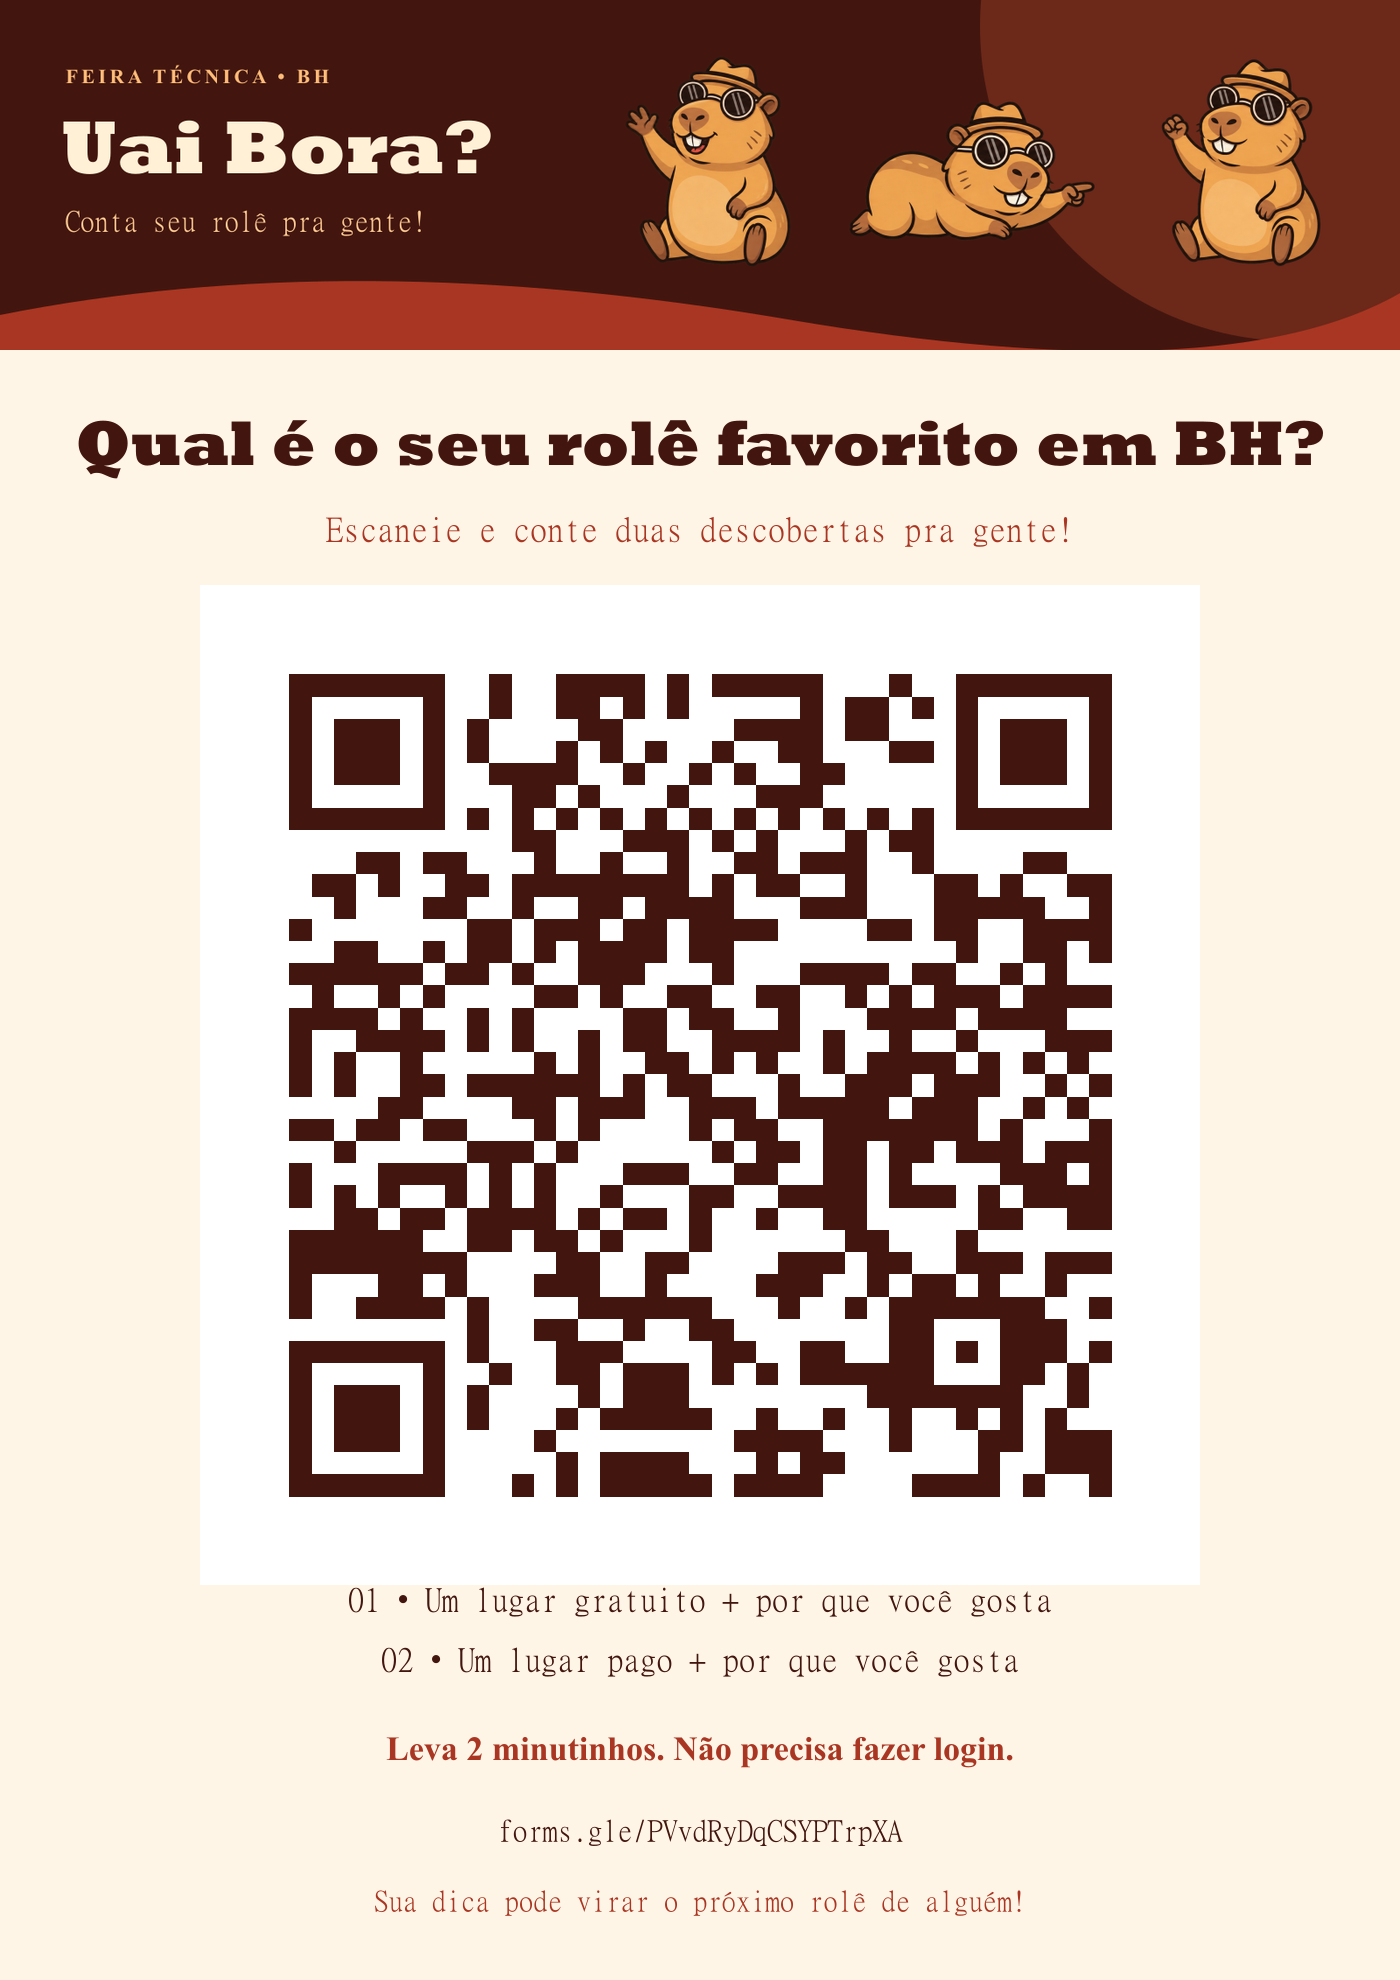 FEIRA TÉCNICA • BH
Uai Bora?
Conta seu rolê pra gente!
Qual é o seu rolê favorito em BH?
Escaneie e conte duas descobertas pra gente!
01 • Um lugar gratuito + por que você gosta
02 • Um lugar pago + por que você gosta
Leva 2 minutinhos. Não precisa fazer login.
forms.gle/PVvdRyDqCSYPTrpXA
Sua dica pode virar o próximo rolê de alguém!